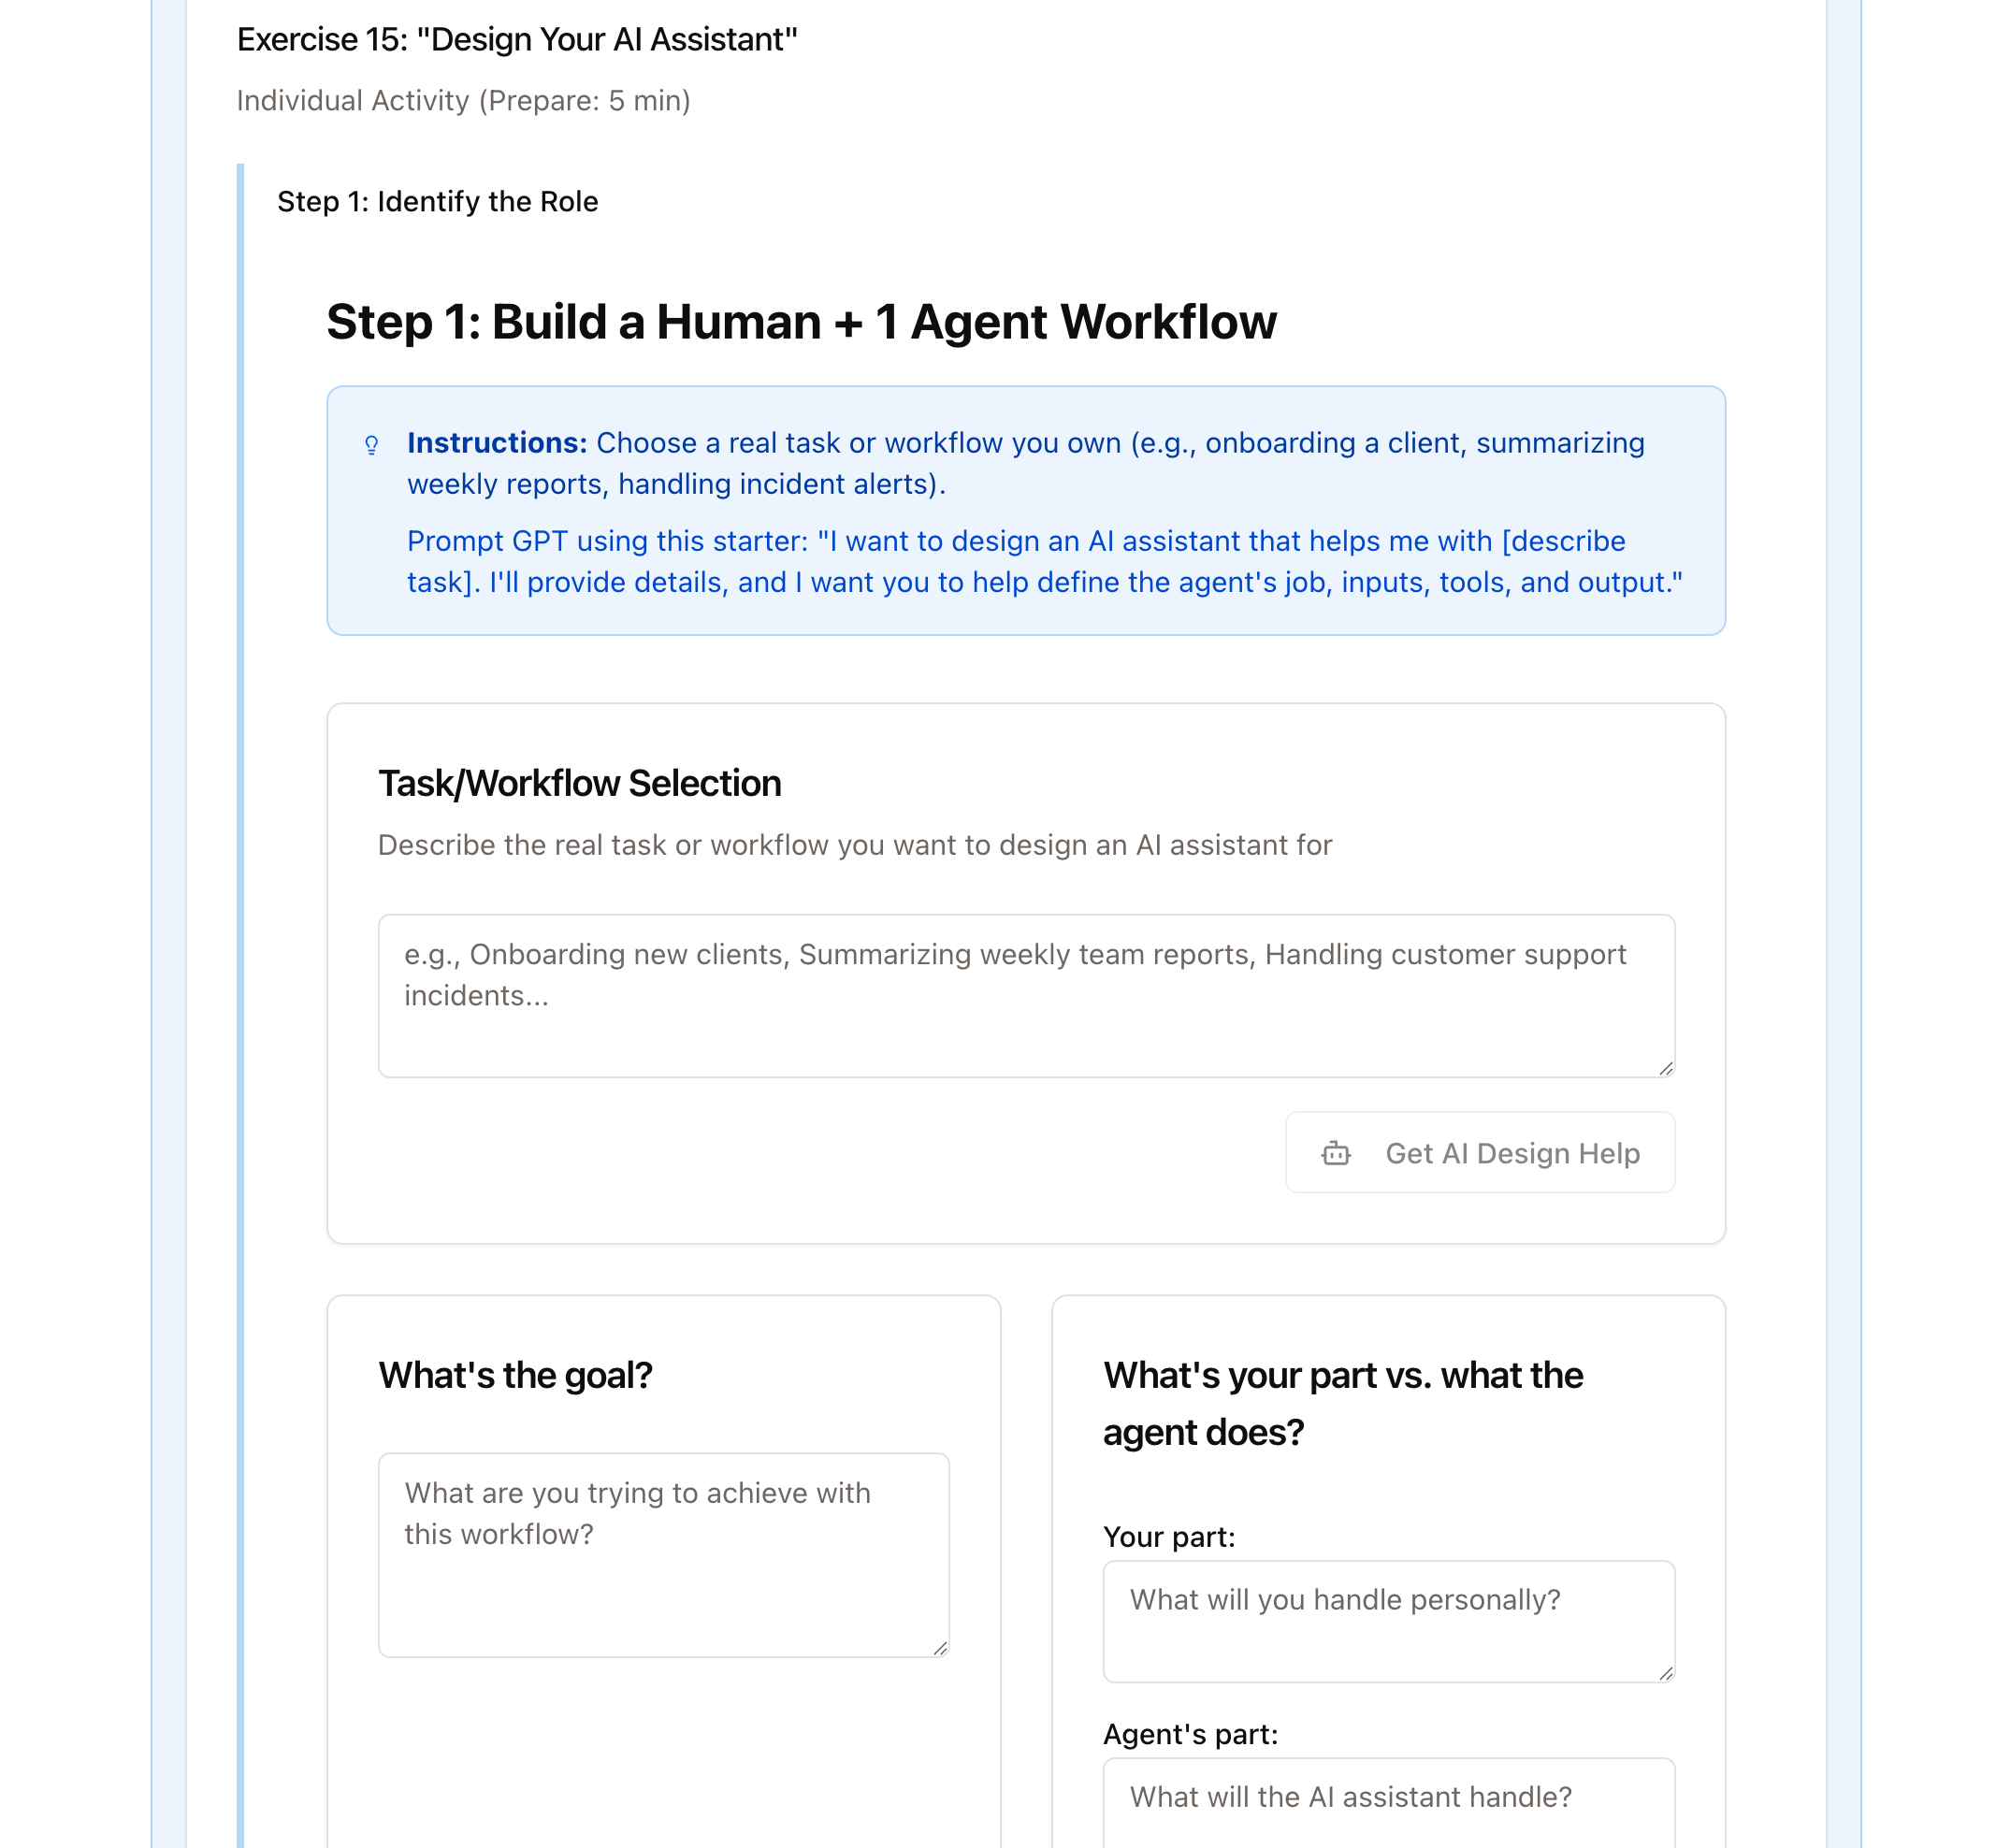 Exercise 15: "Design Your AI Assistant"
Individual Activity (Prepare: 5 min)
Step 1: Identify the Role
Step 1: Build a Human + 1 Agent Workflow
Instructions: Choose a real task or workflow you own (e.g., onboarding a client, summarizing
weekly reports, handling incident alerts).
Prompt GPT using this starter: "I want to design an AI assistant that helps me with [describe
task]. I'll provide details, and I want you to help define the agent's job, inputs, tools, and output."
Task/Workflow Selection
Describe the real task or workflow you want to design an AI assistant for
e.g., Onboarding new clients, Summarizing weekly team reports, Handling customer support
incidents...
Get AI Design Help
What's the goal?
What are you trying to achieve with
this workflow?
What's your part vs. what the
agent does?
Your part:
What will you handle personally?
Agent's part:
What will the AI assistant handle?